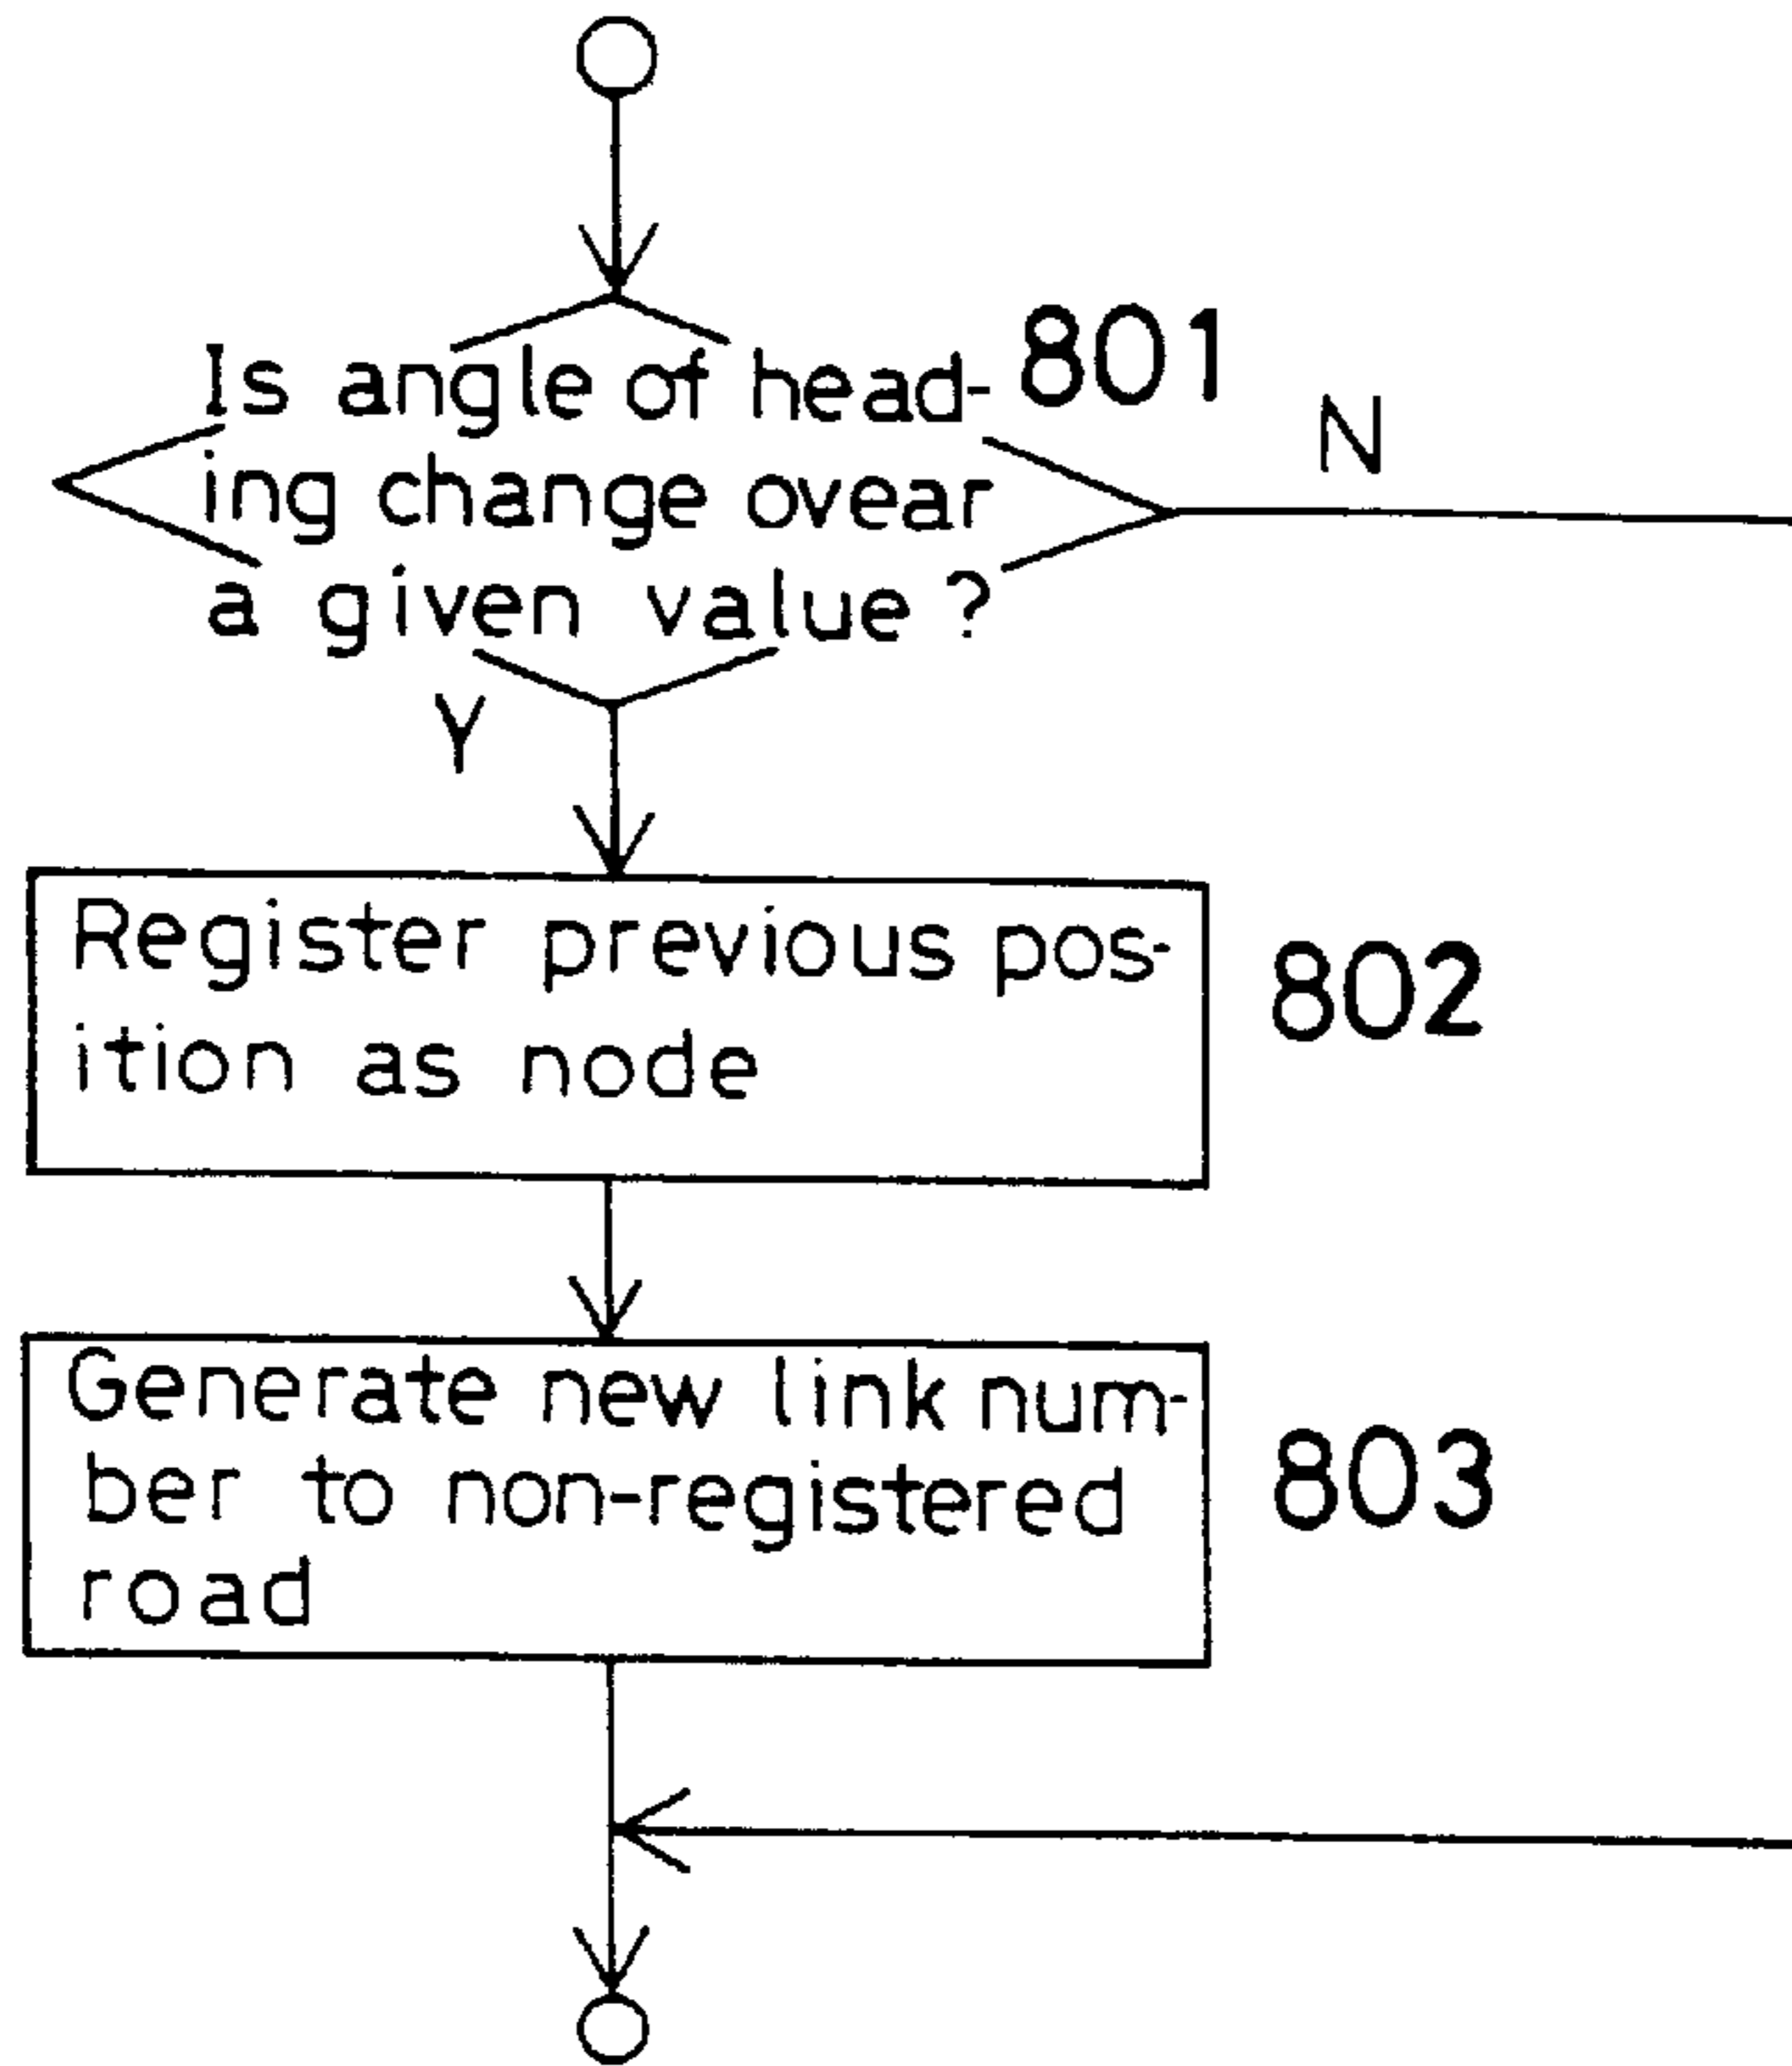 Is angle of head-
801
N
ing change ovear
a given value ?
Y
Register previous pos-
ition as node
802
Generate new link num-
ber to non-registered
road
803